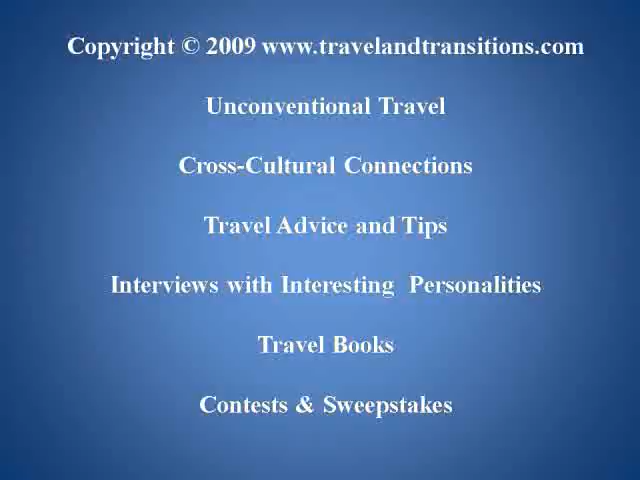 Copyright © 2009 www.travelandtransitions.com
Unconventional Travel
Cross-Cultural Connections
Travel Advice and Tips
Interviews with Interesting  Personalities
Travel Books
Contests & Sweepstakes